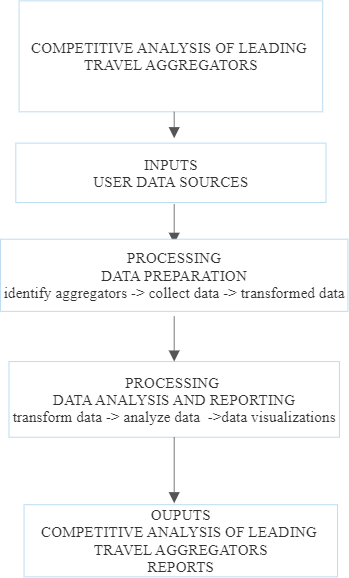 COMPETITIVE ANALYSIS OF LEADING
TRAVEL AGGREGATORS
INPUTS
USER DATA SOURCES
PROCESSING
DATA PREPARATION
identify aggregators -> collect data -> transformed data
PROCESSING
DATA ANALYSIS AND REPORTING
transform data -> analyze data ->data visualizations
OUPUTS
COMPETITIVE ANALYSIS OF LEADING
TRAVEL AGGREGATORS
REPORTS